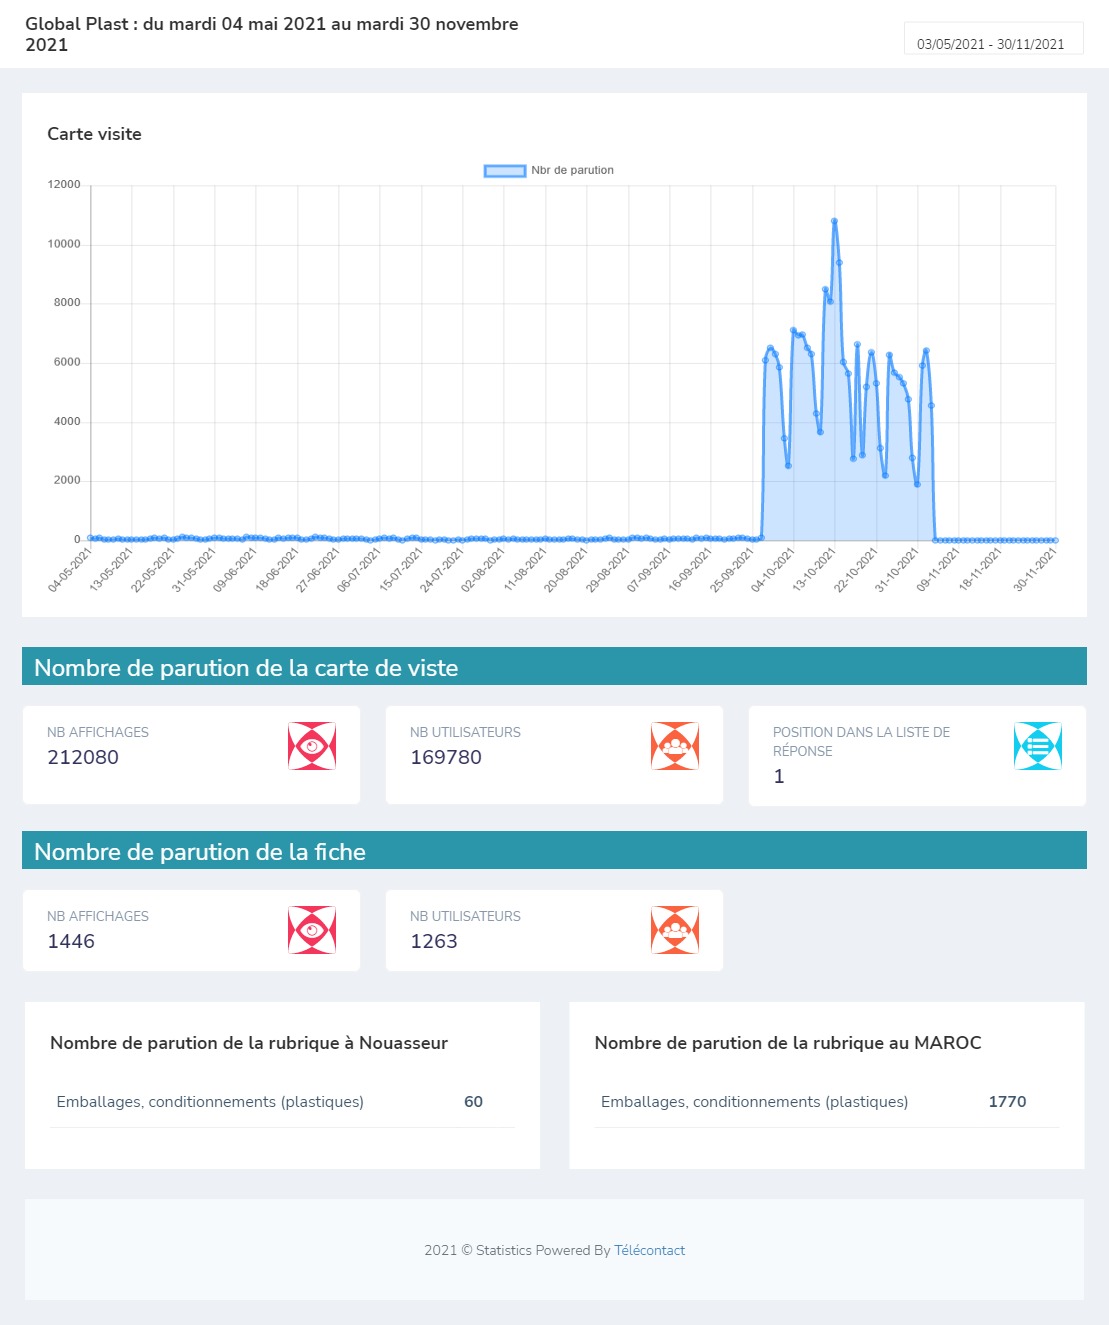 Global Plast : du mardi 04 mai 2021 au mardi 30 novembre
2021
03/05/2021 - 30/11/2021
Carte visite
Nbr de parution
12000
10000
8000
6000
4000
2000
0
04-05-2021
13-05-2021
22-05-2021
31-05-2021
09-06-2021
18-06-2021
27-06-2021
06-07-2021
15-07-2021
24-07-2021
02-08-2021
11-08-2021
20-08-2021
29-08-2021
07-09-2021
16-09-2021
25-09-2021
04-10-2021
13-10-2021
22-10-2021
31-10-2021
09-11-2021
18-11-2021
30-11-2021
Nombre de parution de la carte de viste
NB AFFICHAGES
212080
NB UTILISATEURS
169780
POSITION DANS LA LISTE DE
RÉPONSE
1
Nombre de parution de la fiche
NB AFFICHAGES
1446
NB UTILISATEURS
1263
Nombre de parution de la rubrique à Nouasseur
Emballages, conditionnements (plastiques) 60
Nombre de parution de la rubrique au MAROC
Emballages, conditionnements (plastiques) 1770
2021 © Statistics Powered By Télécontact